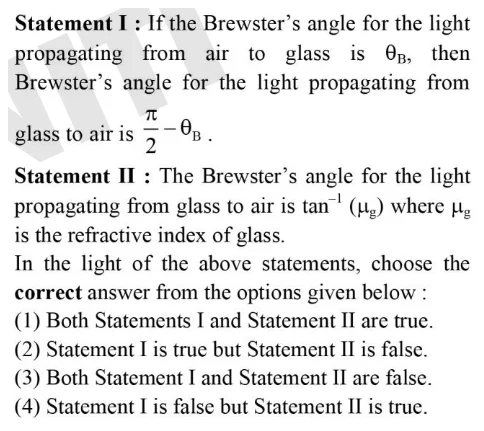 Statement I : If the Brewster’s angle for the light
propagating from air to glass is θB, then
Brewster’s angle for the light propagating from
glass to air is π/2 − θB .
Statement II : The Brewster’s angle for the light
propagating from glass to air is tan⁻¹ (μg) where μg
is the refractive index of glass.
In the light of the above statements, choose the
correct answer from the options given below :
(1) Both Statements I and Statement II are true.
(2) Statement I is true but Statement II is false.
(3) Both Statement I and Statement II are false.
(4) Statement I is false but Statement II is true.